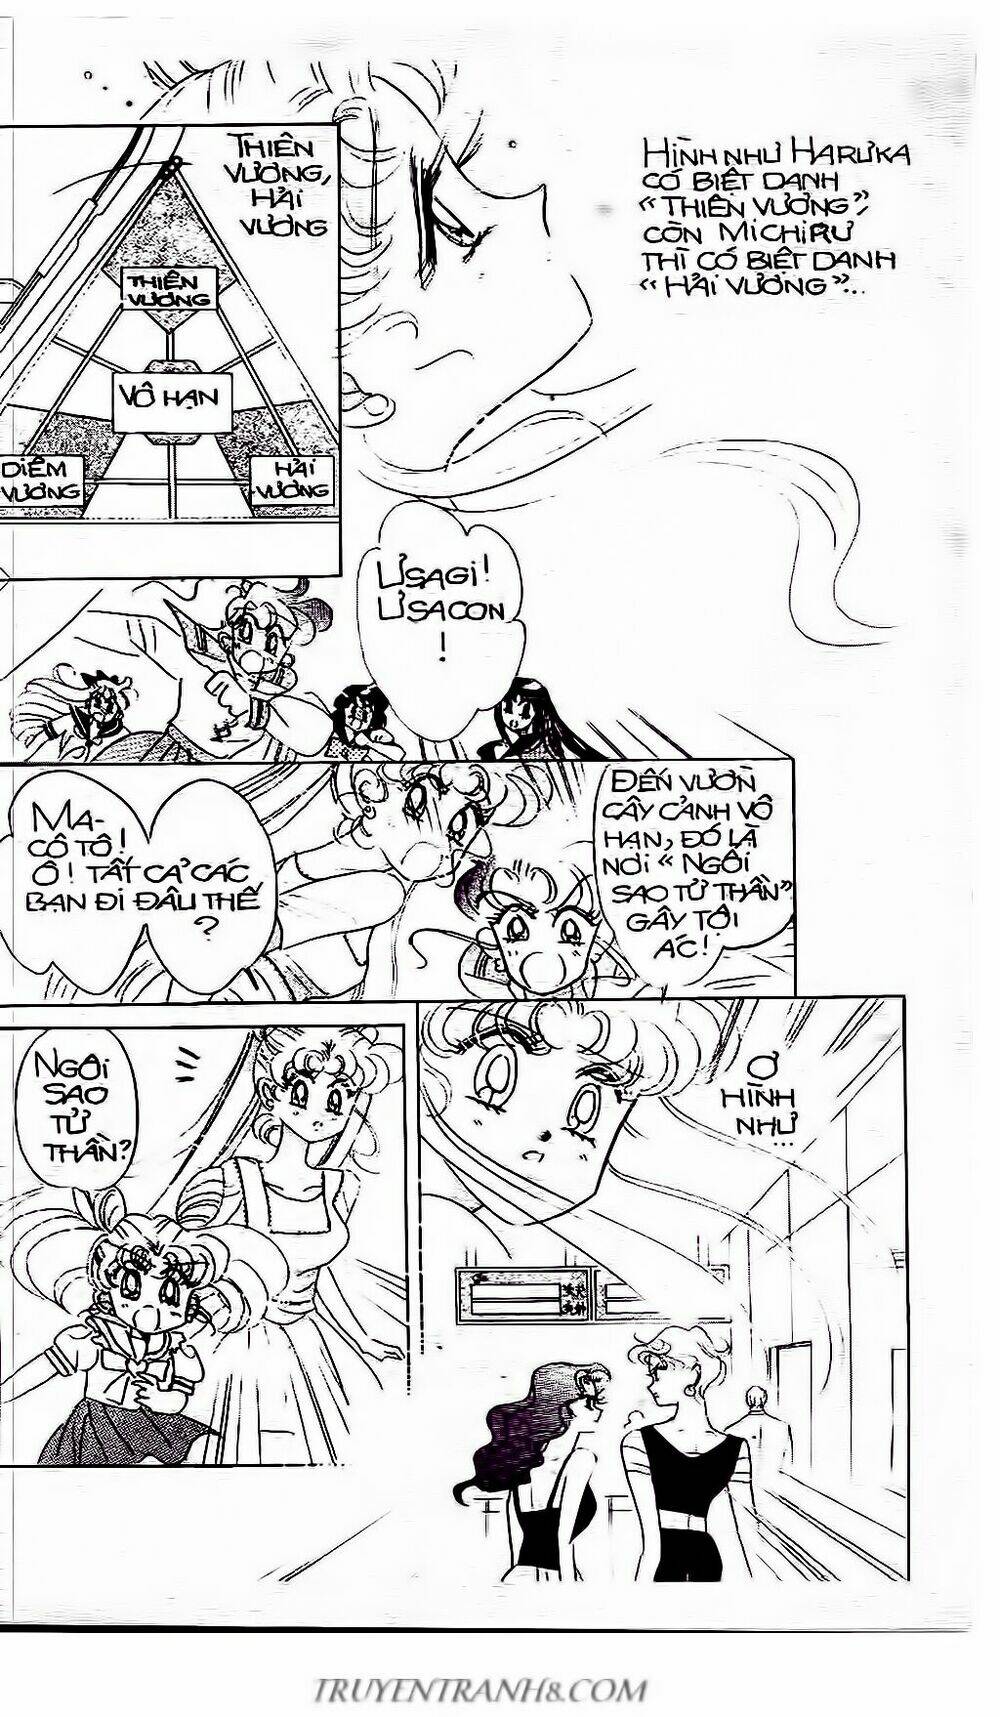 HÌNH NHƯ HARUKA
CÓ BIỆT DANH
“THIÊN VƯƠNG”,
CÒN MICHIRU
THÌ CÓ BIỆT DANH
“HẢI VƯƠNG”...
THIÊN
VƯƠNG,
HẢI
VƯƠNG
THIÊN
VƯƠNG
VÔ HẠN
DIÊM
VƯƠNG
HẢI
VƯƠNG
USAGI!
USACON
!
MA-
CÔ TÔ!
Ô! TẤT CẢ CÁC
BẠN ĐI ĐÂU THẾ
?
ĐẾN VƯỜN
CÂY CẢNH VÔ
HẠN, ĐÓ LÀ
NƠI “NGÔI
SAO TỬ THẦN”
GÂY TỘI
ÁC!
NGÔI
SAO
TỬ
THẦN?
Ơ
HÌNH
NHƯ
...
TRUYENTRANH8.COM